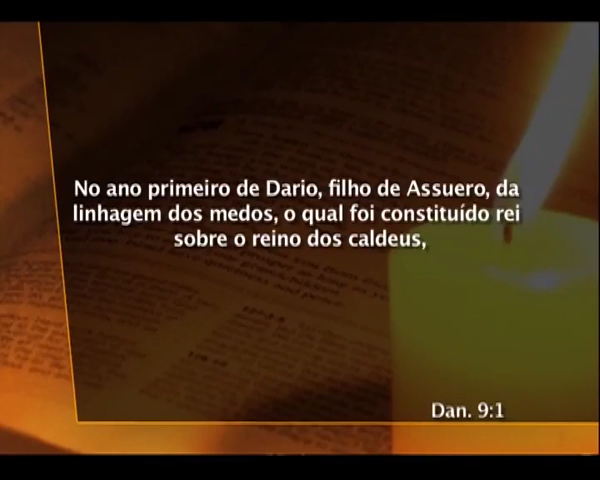 No ano primeiro de Dario, filho de Assuero, da
linhagem dos medos, o qual foi constituído rei
sobre o reino dos caldeus,
Dan. 9:1